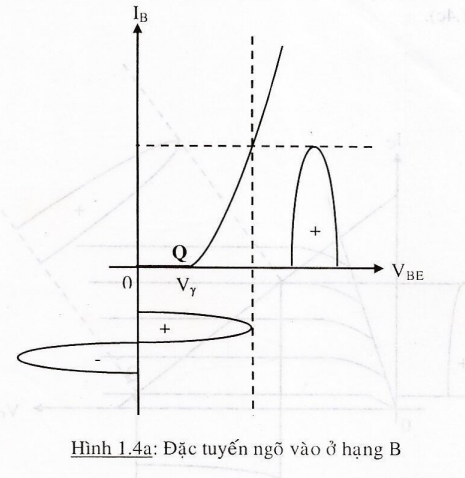 I_B
Q
+
0
V_γ
V_BE
+
-
Hình 1.4a: Đặc tuyến ngõ vào ở hạng B